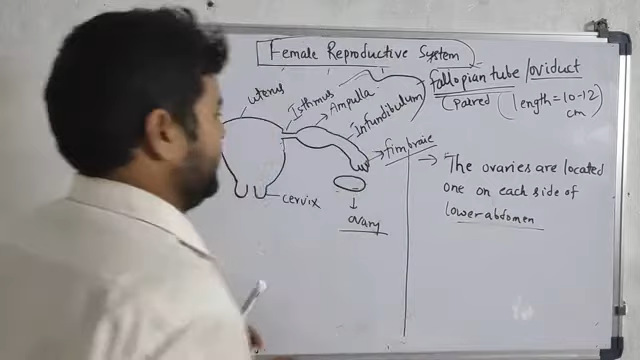 Female Reproductive System
uterus
Isthmus
Ampulla
Infundibulum
fimbraie
cervix
ovary
fallopian tube/oviduct
(Paired (length = 10-12 cm)
→ The ovaries are located
one on each side of
lower abdomen